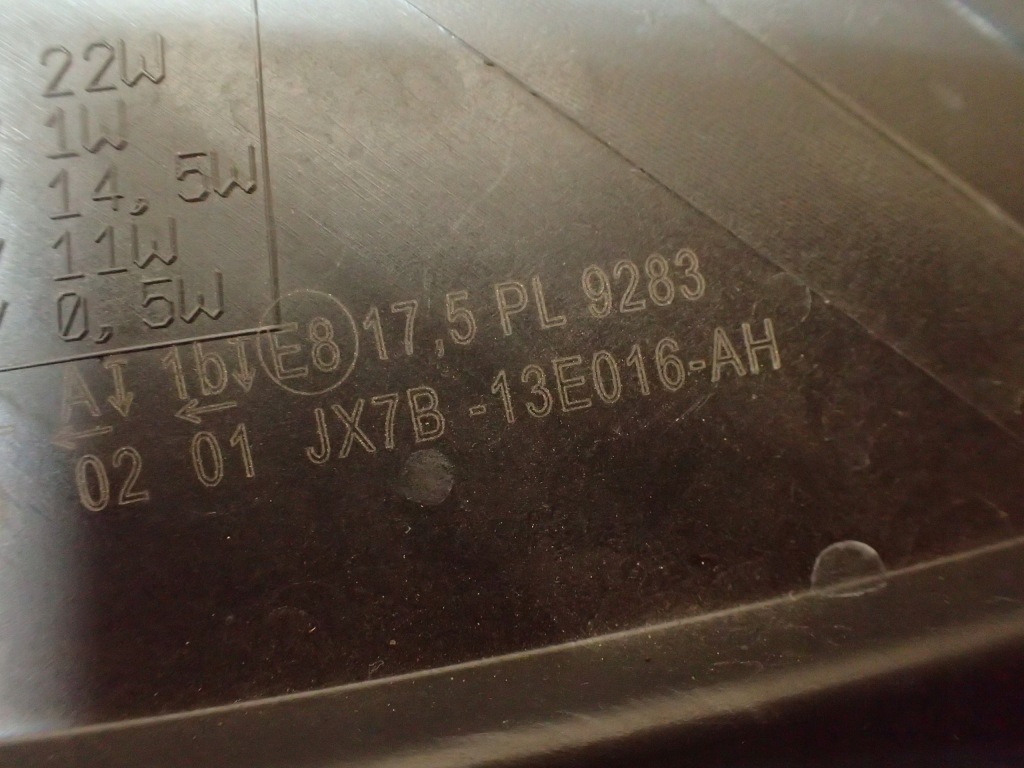 22W
1W
14,5W
11W
0,5W
A↓ 1b↓ E8 17,5 PL 9283
← ←
02 01 JX7B -13E016-AH